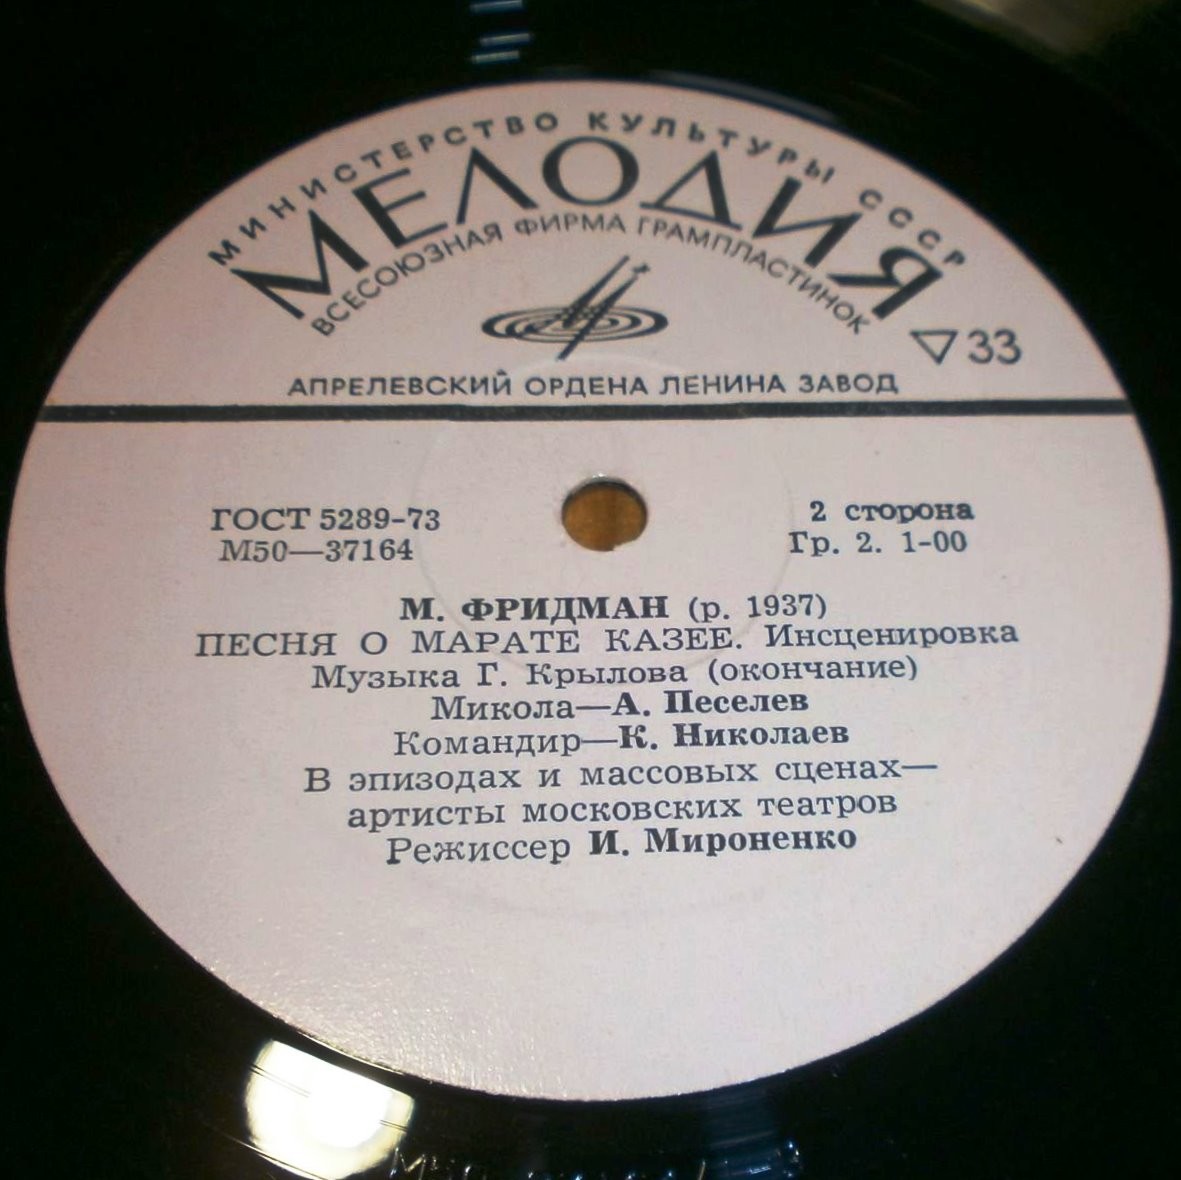 МИНИСТЕРСТВО КУЛЬТУРЫ СССР
МЕЛОДИЯ
ВСЕСОЮЗНАЯ ФИРМА ГРАМПЛАСТИНОК
33
АПРЕЛЕВСКИЙ ОРДЕНА ЛЕНИНА ЗАВОД
ГОСТ 5289-73
М50—37164
2 сторона
Гр. 2. 1-00
М. ФРИДМАН (р. 1937)
ПЕСНЯ О МАРАТЕ КАЗЕЕ. Инсценировка
Музыка Г. Крылова (окончание)
Микола—А. Песелев
Командир—К. Николаев
В эпизодах и массовых сценах—
артисты московских театров
Режиссер И. Мироненко